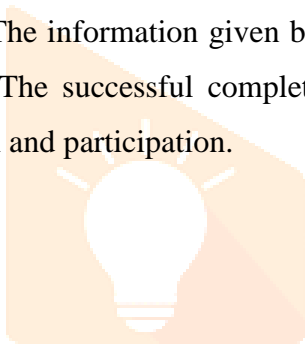 The information given b
The successful complet
and participation.